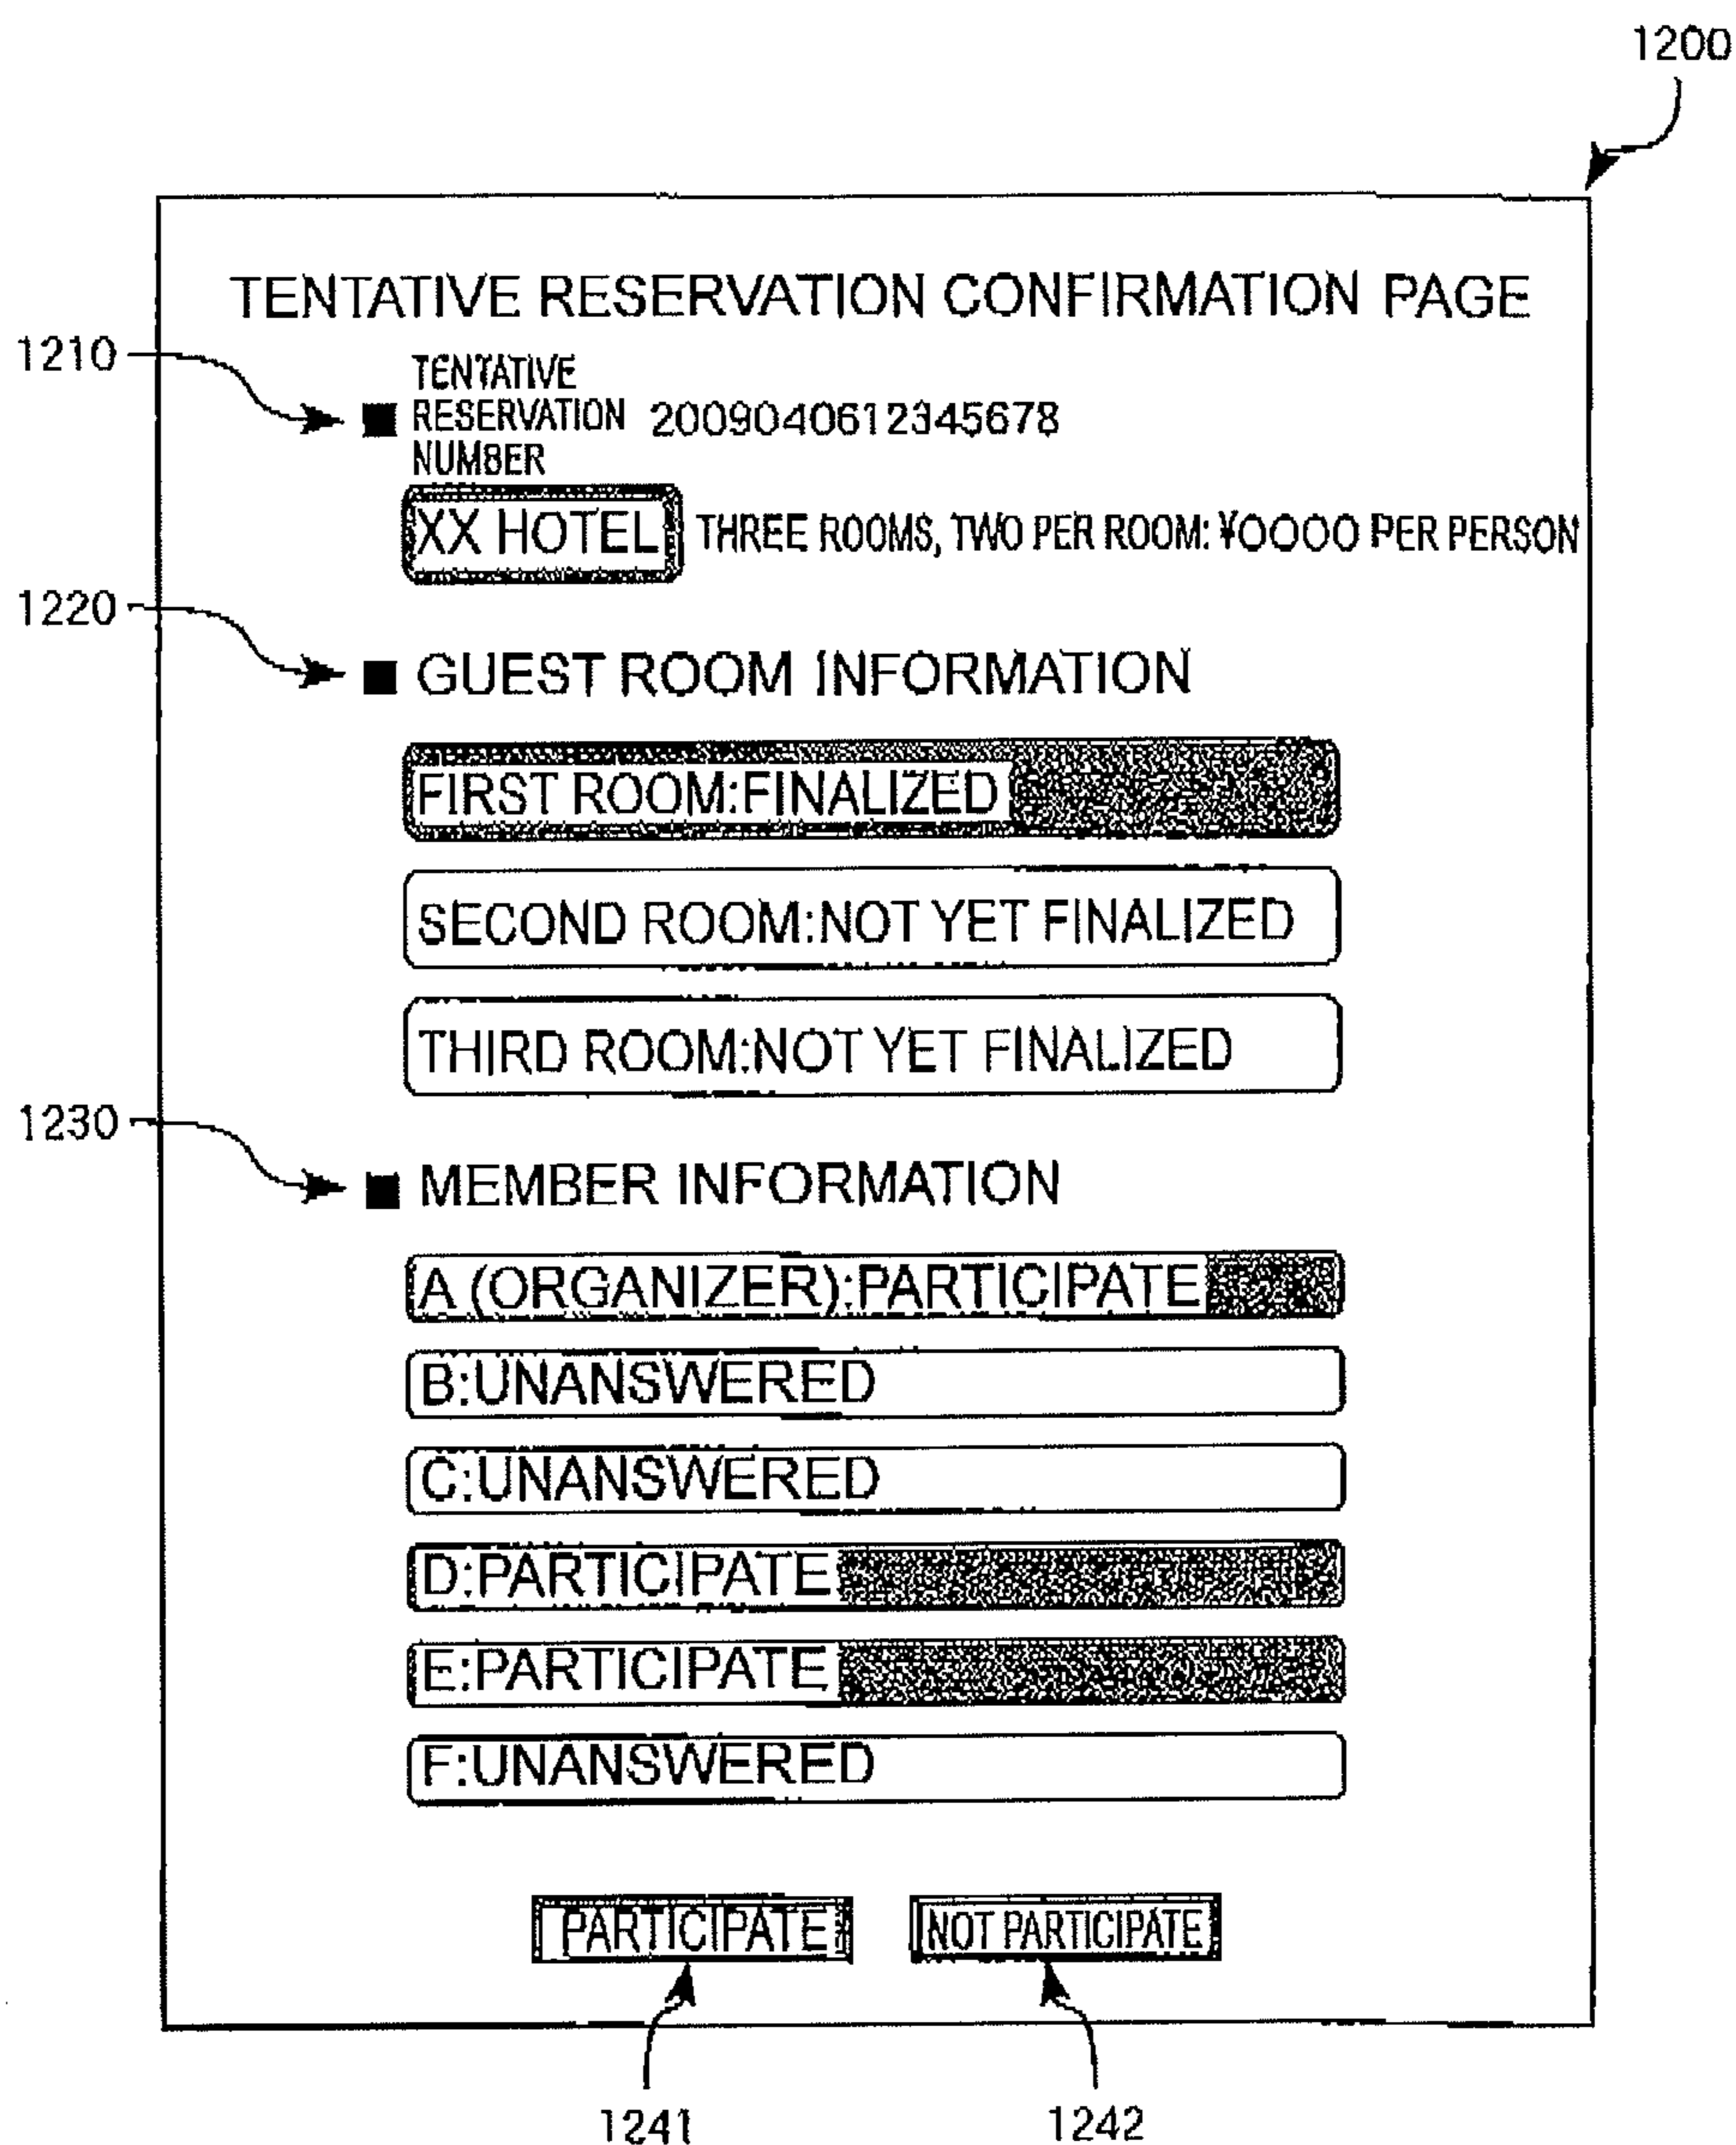 1200
TENTATIVE RESERVATION CONFIRMATION PAGE
1210
TENTATIVE
RESERVATION
NUMBER
2009040612345678
XX HOTEL THREE ROOMS, TWO PER ROOM: ¥OOOO PER PERSON
1220
■ GUEST ROOM INFORMATION
FIRST ROOM:FINALIZED
SECOND ROOM:NOT YET FINALIZED
THIRD ROOM:NOT YET FINALIZED
1230
■ MEMBER INFORMATION
A (ORGANIZER):PARTICIPATE
B:UNANSWERED
C:UNANSWERED
D:PARTICIPATE
E:PARTICIPATE
F:UNANSWERED
PARTICIPATE NOT PARTICIPATE
1241 1242